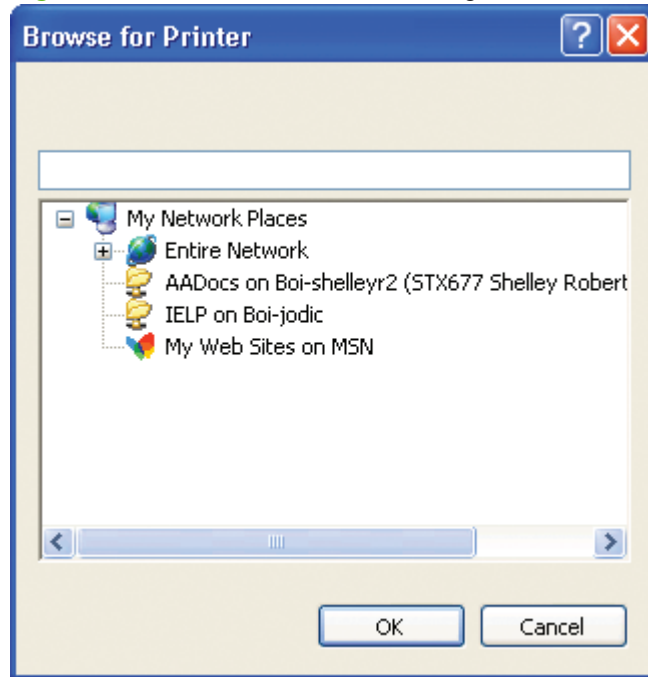 Browse for Printer
My Network Places
Entire Network
AADocs on Boi-shelleyr2 (STX677 Shelley Robert
IELP on Boi-jodic
My Web Sites on MSN
OK
Cancel